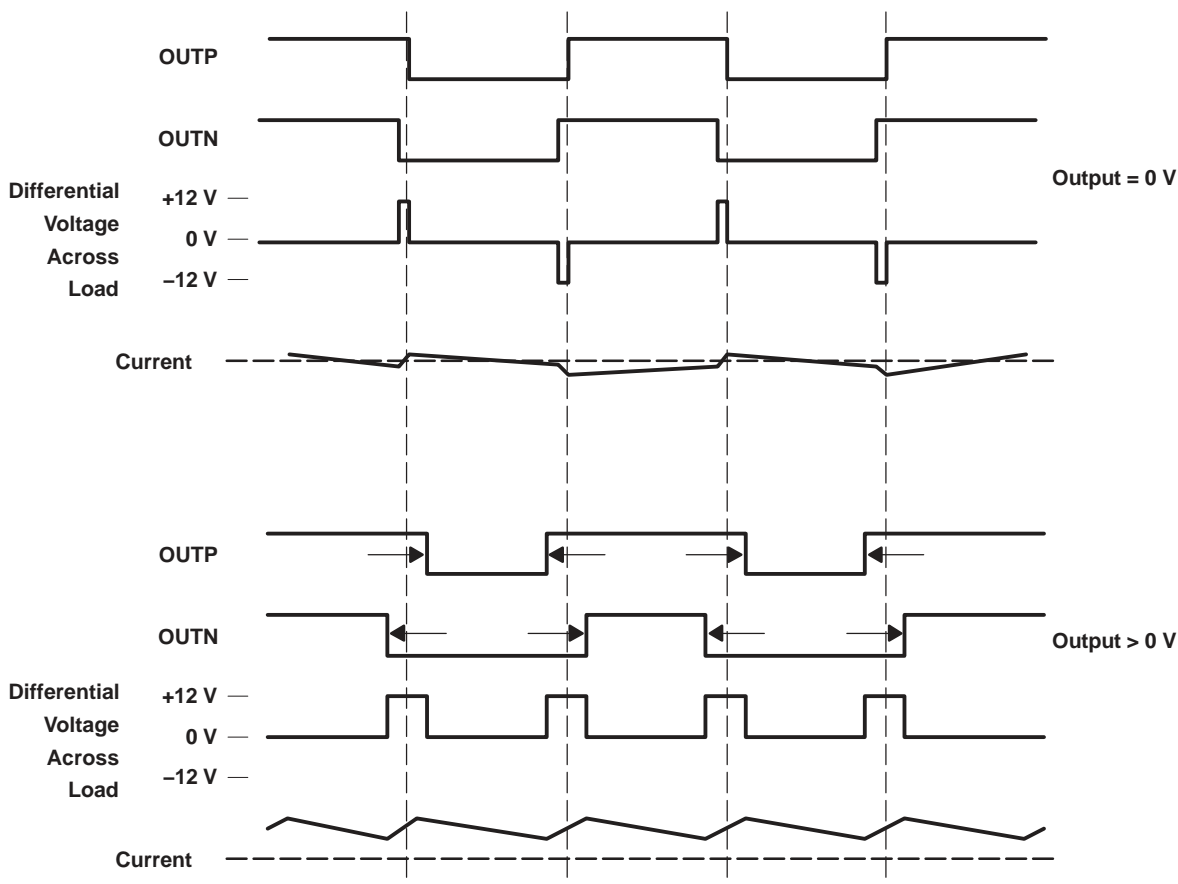 OUTP
OUTN
Output = 0 V
Differential
Voltage
Across
Load
+12 V
0 V
–12 V
Current
OUTP
OUTN
Output > 0 V
Differential
Voltage
Across
Load
+12 V
0 V
–12 V
Current